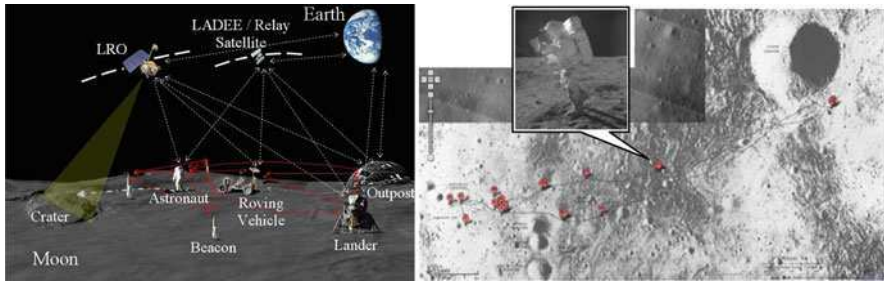 LADEE / Relay
Satellite
Earth
LRO
Astronaut
Roving
Vehicle
Outpost
Crater
Beacon
Lander
Moon